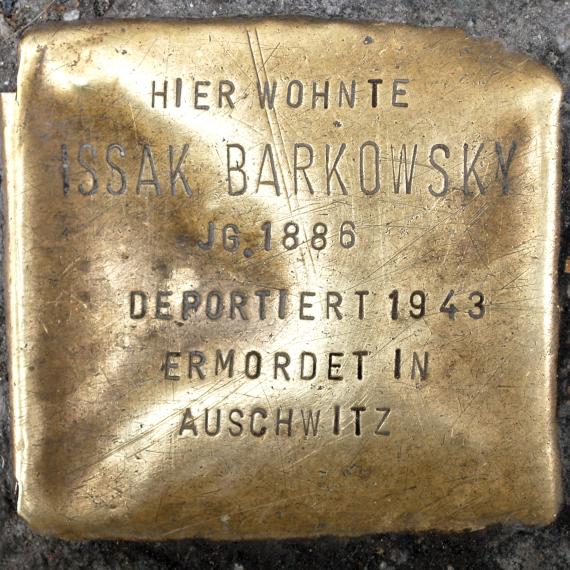 HIER WOHNTE
ISSAK BARKOWSKY
JG. 1886
DEPORTIERT 1943
ERMORDET IN
AUSCHWITZ